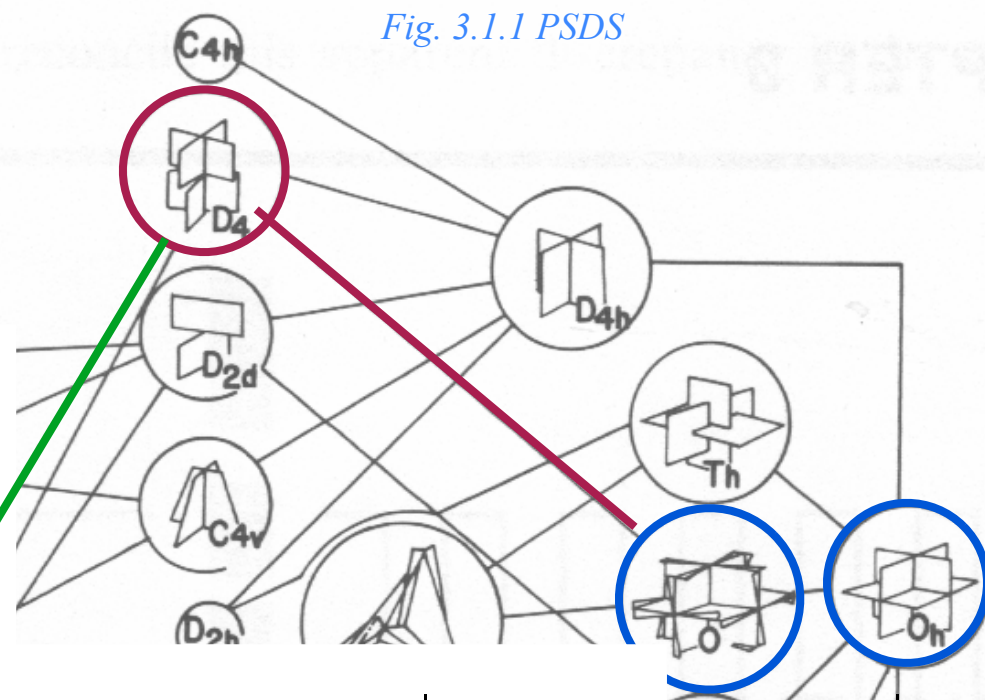 Fig. 3.1.1 PSDS
C4h
D4
D4h
D2d
Th
C4v
D2h
O
Oh